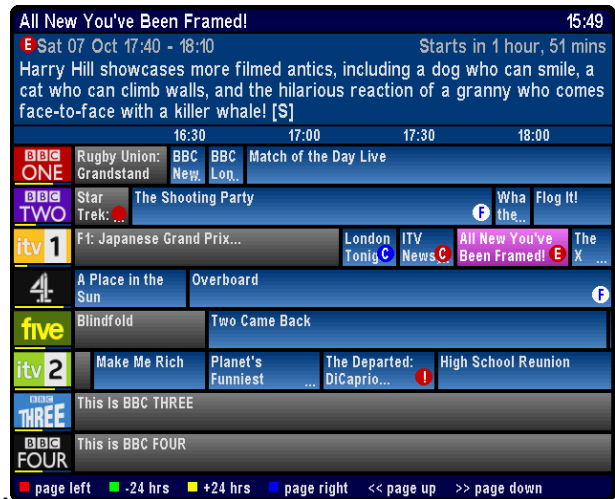 All New You've Been Framed! 15:49
E Sat 07 Oct 17:40 - 18:10 Starts in 1 hour, 51 mins
Harry Hill showcases more filmed antics, including a dog who can smile, a
cat who can climb walls, and the hilarious reaction of a granny who comes
face-to-face with a killer whale! [S]
16:30 17:00 17:30 18:00
BBC ONE
Rugby Union:
Grandstand
BBC
New..
BBC
Lon..
Match of the Day Live
BBC TWO
Star
Trek: ...
The Shooting Party
F
Wha
the...
Flog It!
itv 1
F1: Japanese Grand Prix...
London
Tonig
C
ITV
News...
C
All New You've
Been Framed!
E
The
X ...
4
A Place in the
Sun
Overboard
F
five
Blindfold
Two Came Back
itv 2
Make Me Rich
Planet's
Funniest ...
The Departed:
DiCaprio...
!
High School Reunion
BBC THREE
This Is BBC THREE
BBC FOUR
This is BBC FOUR
page left -24 hrs +24 hrs page right << page up >> page down